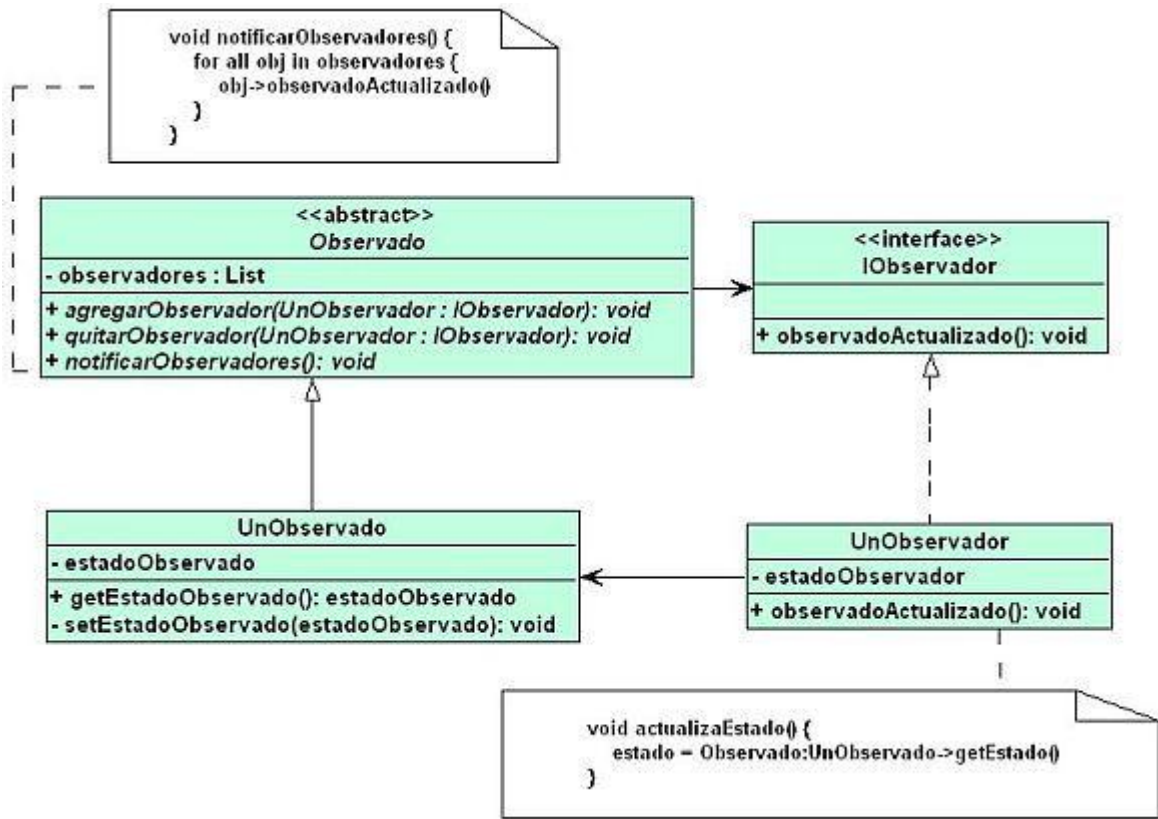 void notificarObservadores() {
for all obj in observadores {
obj->observadoActualizado()
}
}
<<abstract>>
Observado
- observadores : List
+ agregarObservador(UnObservador : IObservador): void
+ quitarObservador(UnObservador : IObservador): void
+ notificarObservadores(): void
<<interface>>
IObservador
+ observadoActualizado(): void
UnObservado
- estadoObservado
+ getEstadoObservado(): estadoObservado
- setEstadoObservado(estadoObservado): void
UnObservador
- estadoObservador
+ observadoActualizado(): void
void actualizaEstado() {
estado = Observado:UnObservado->getEstado()
}